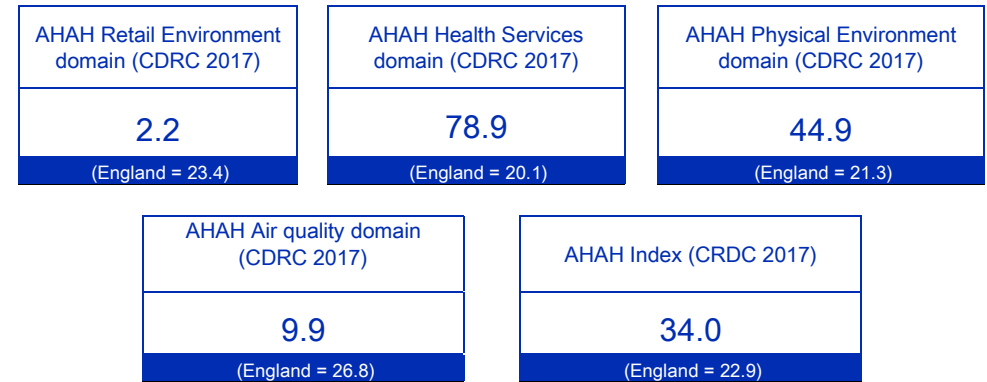 AHAH Retail Environment
domain (CDRC 2017)
2.2
(England = 23.4)
AHAH Health Services
domain (CDRC 2017)
78.9
(England = 20.1)
AHAH Physical Environment
domain (CDRC 2017)
44.9
(England = 21.3)
AHAH Air quality domain
(CDRC 2017)
9.9
(England = 26.8)
AHAH Index (CRDC 2017)
34.0
(England = 22.9)